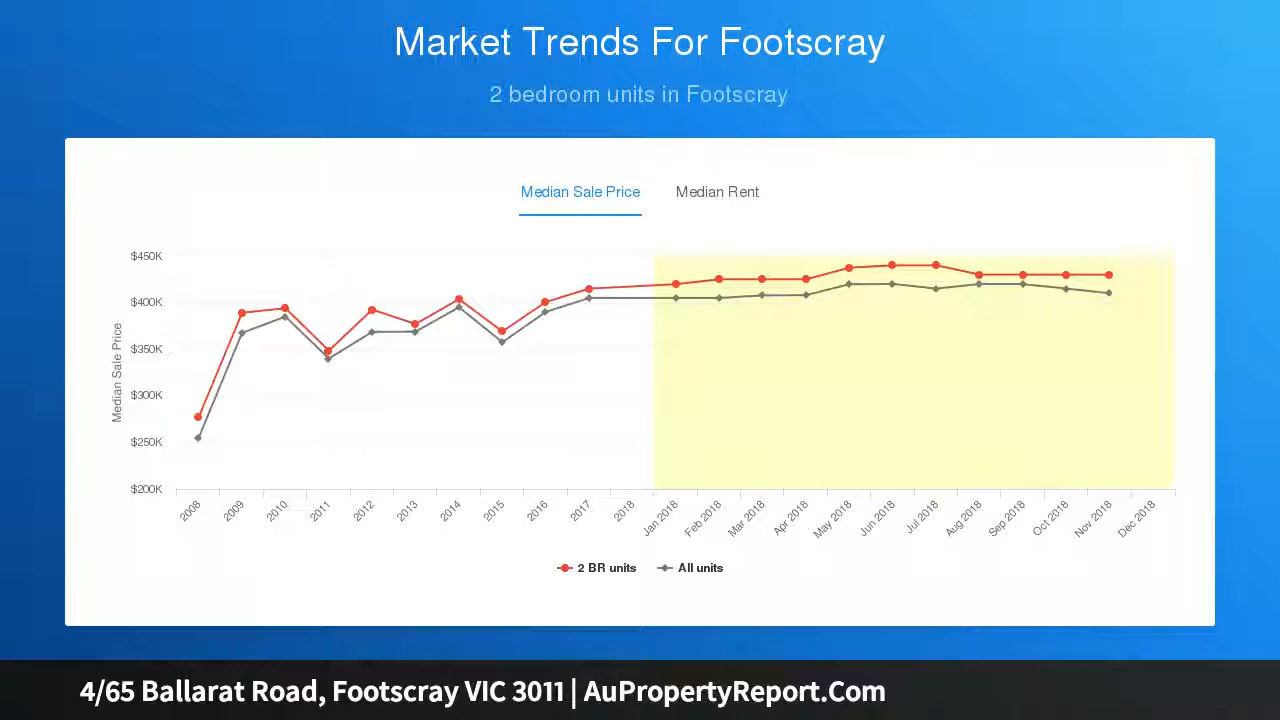 Market Trends For Footscray
2 bedroom units in Footscray
Median Sale Price Median Rent
Median Sale Price
$450K
$400K
$350K
$300K
$250K
$200K
2008 2009 2010 2011 2012 2013 2014 2015 2016 2017 2018 Jan 2018 Feb 2018 Mar 2018 Apr 2018 May 2018 Jun 2018 Jul 2018 Aug 2018 Sep 2018 Oct 2018 Nov 2018 Dec 2018
2 BR units All units
4/65 Ballarat Road, Footscray VIC 3011 | AuPropertyReport.Com